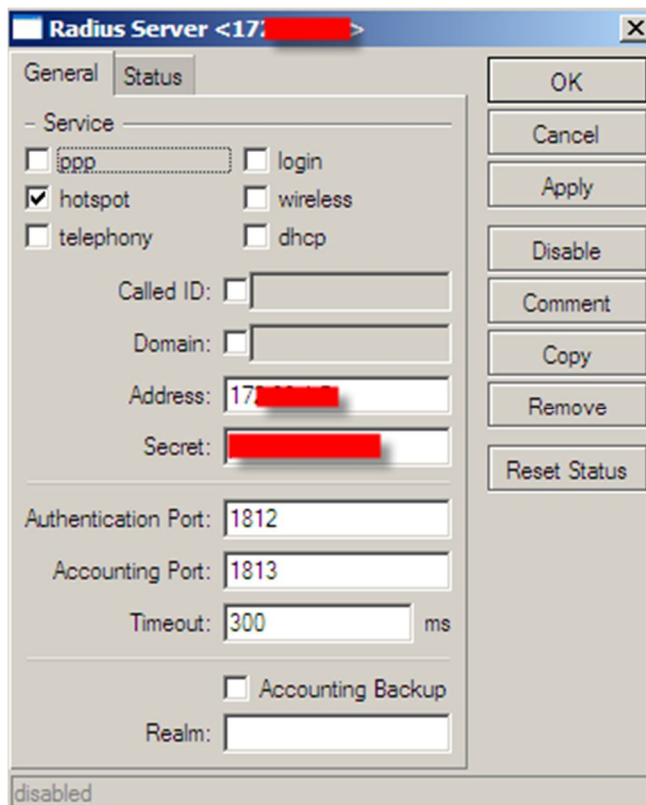 Radius Server <17
General Status
OK
Service
Cancel
ppp login
Apply
hotspot wireless
telephony dhcp
Disable
Called ID:
Comment
Domain:
Copy
Address: 17
Remove
Secret:
Reset Status
Authentication Port: 1812
Accounting Port: 1813
Timeout: 300 ms
Accounting Backup
Realm:
disabled